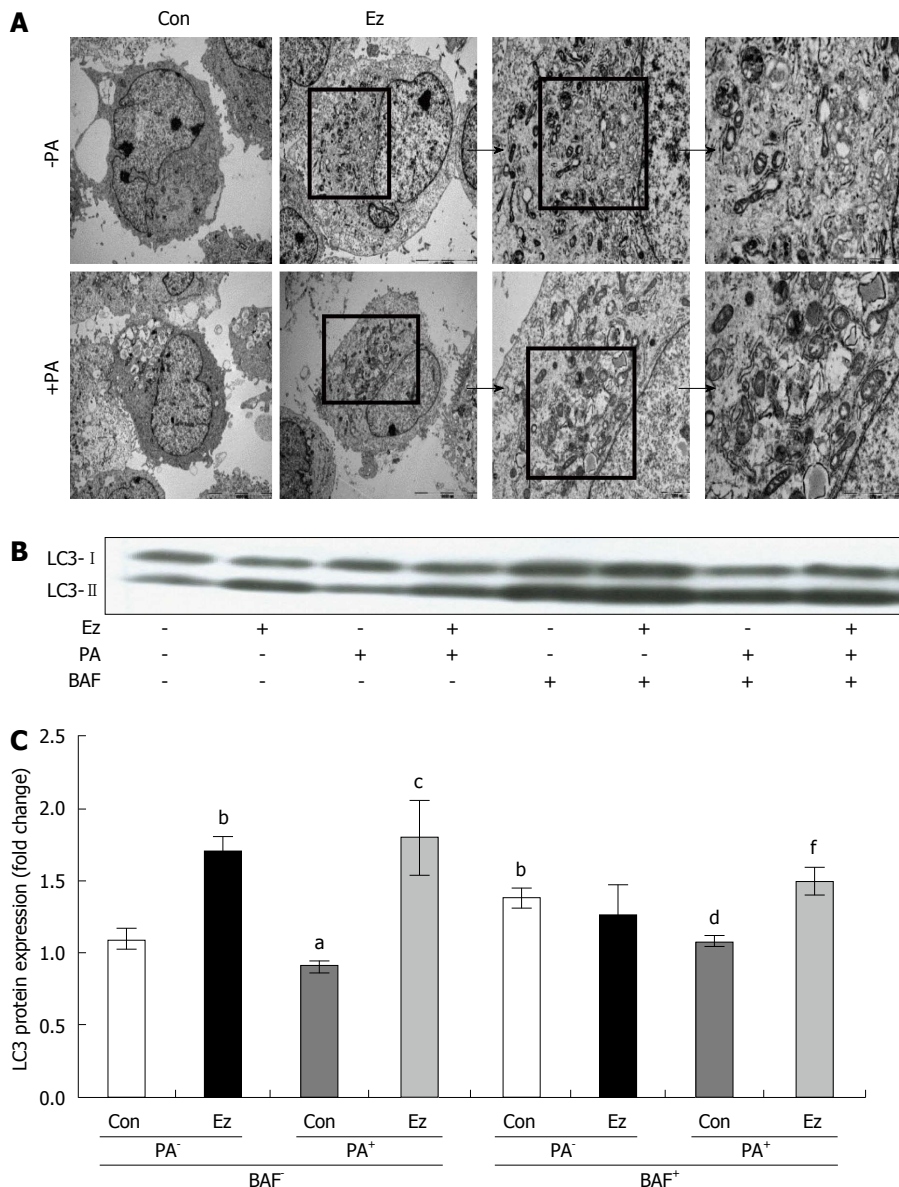 A
Con Ez
-PA
+PA
B
LC3- I
LC3- II
Ez - + - + - + - +
PA - - + + - - + +
BAF - - - - + + + +
C
LC3 protein expression (fold change)
2.5
2.0
1.5
1.0
0.5
0.0
b a c b d f
Con Ez Con Ez Con Ez Con Ez
PA⁻ PA⁺ PA⁻ PA⁺
BAF⁻ BAF⁺